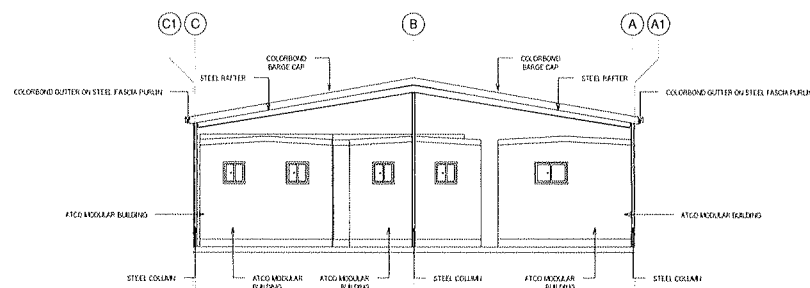 C1 C B A A1
COLORBOND
BARGE CAP
COLORBOND
BARGE CAP
STEEL RAFTER
STEEL RAFTER
COLORBOND GUTTER ON STEEL FASCIA PURLIN
COLORBOND GUTTER ON STEEL FASCIA PURLIN
ATCO MODULAR BUILDING
ATCO MODULAR BUILDING
STEEL COLUMN
ATCO MODULAR
BUILDING
ATCO MODULAR
BUILDING
STEEL COLUMN
ATCO MODULAR
BUILDING
STEEL COLUMN